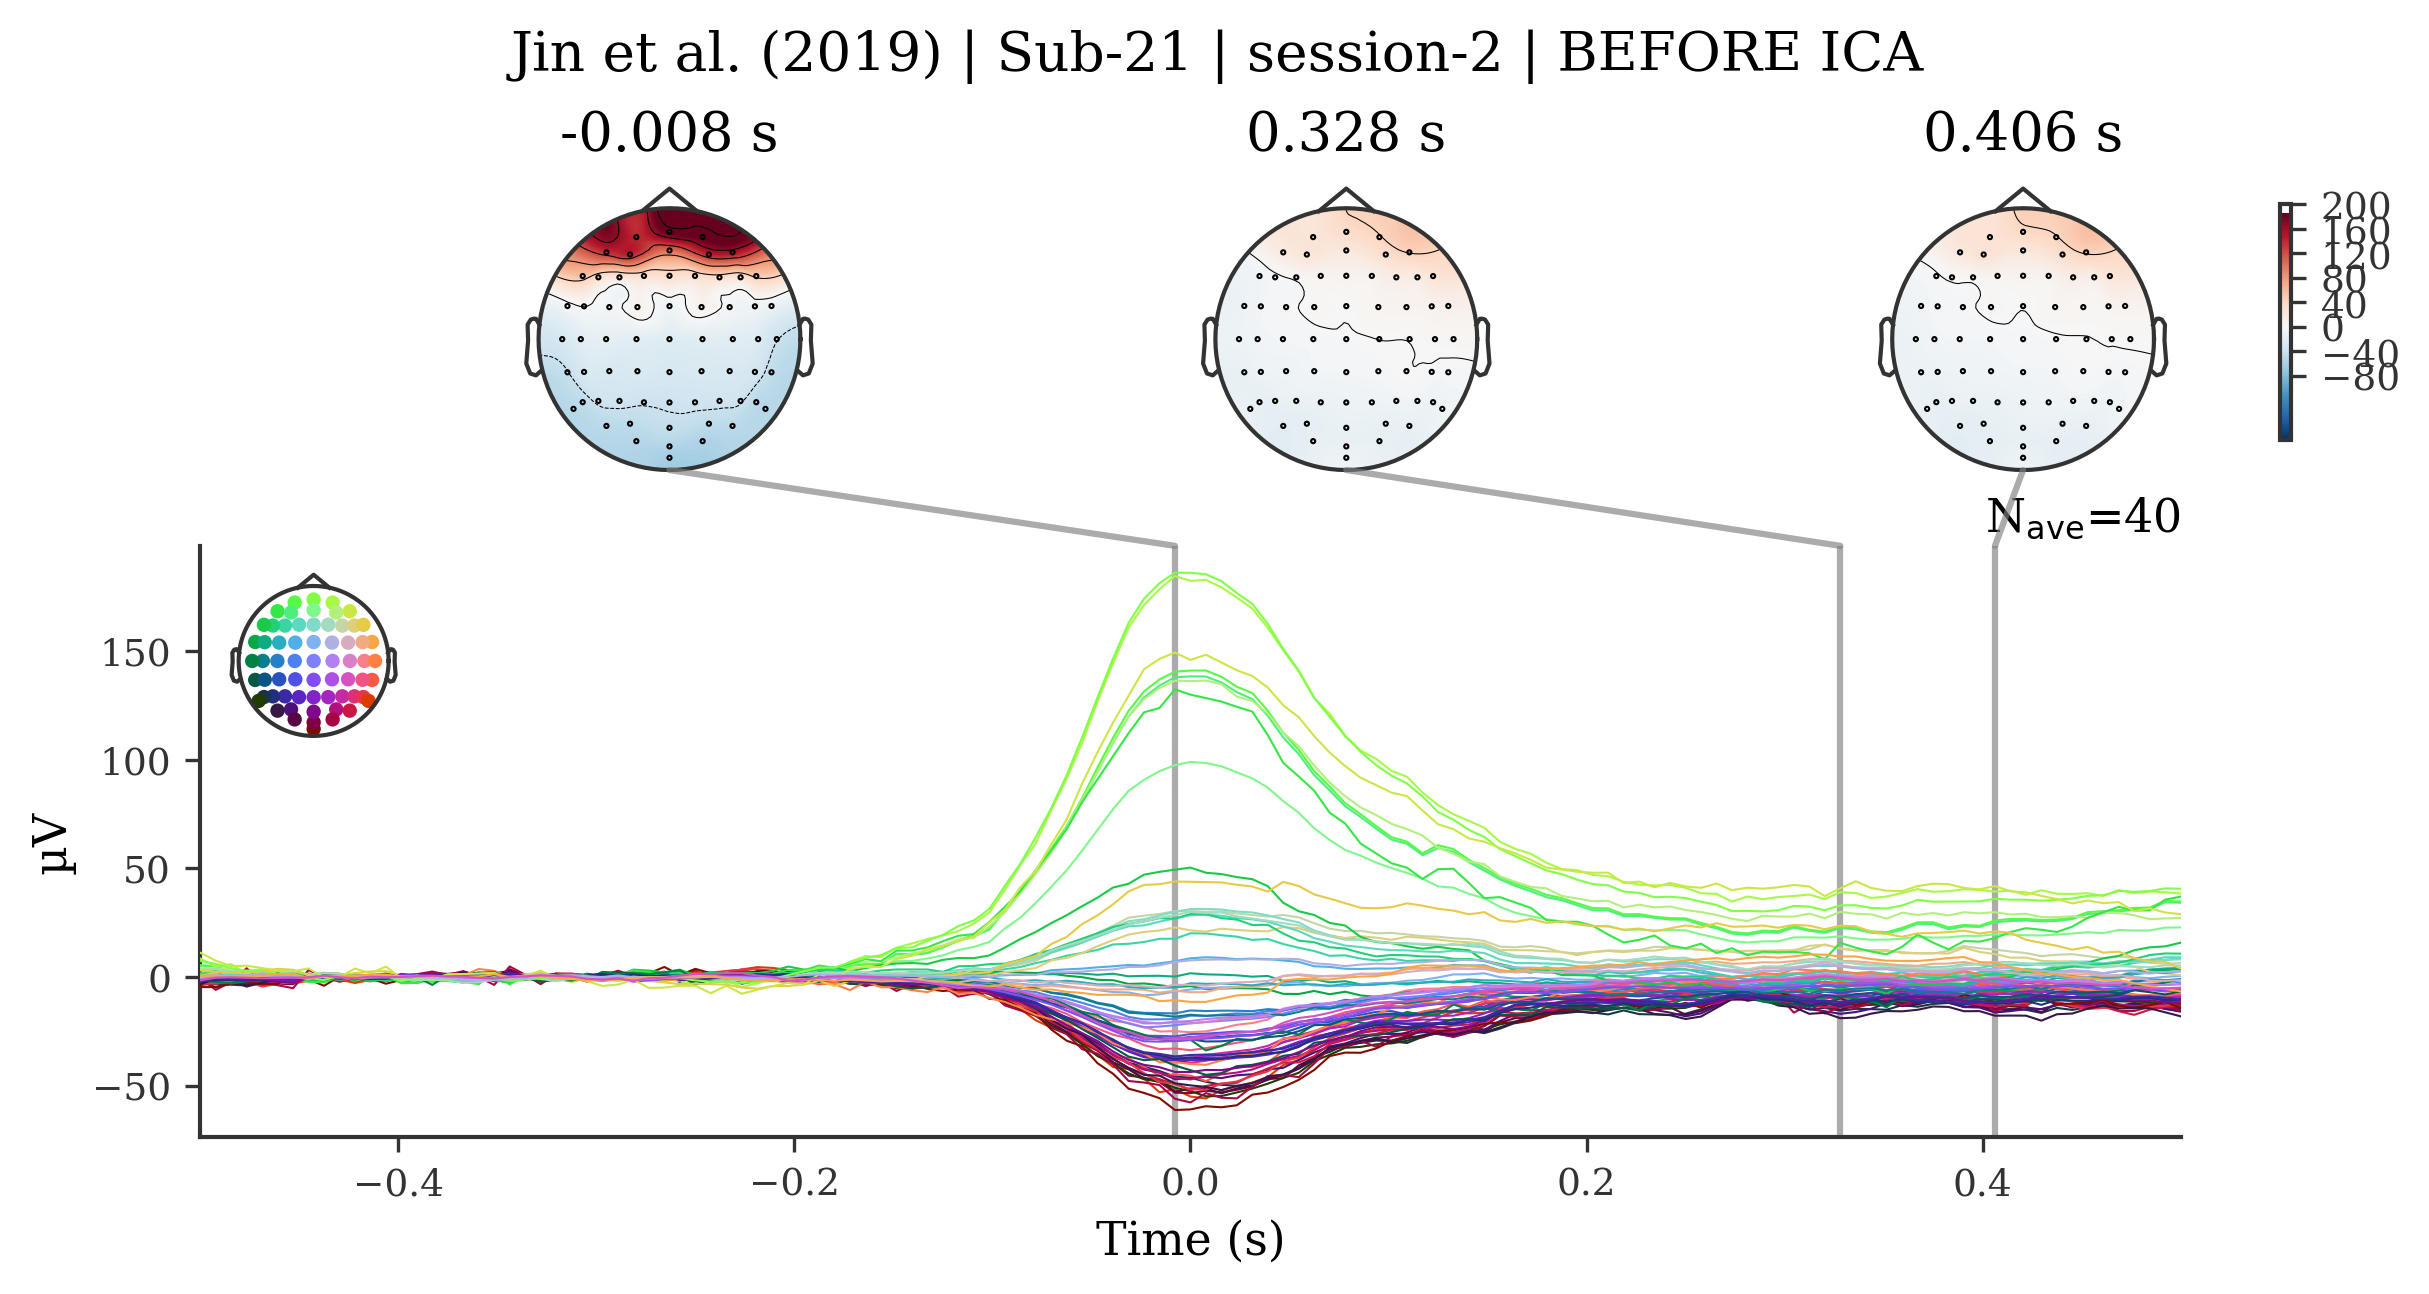 Jin et al. (2019) | Sub-21 | session-2 | BEFORE ICA
-0.008 s
0.328 s
0.406 s
200
160
120
80
40
0
−40
−80
Nave=40
150
100
50
0
−50
µV
−0.4
−0.2
0.0
0.2
0.4
Time (s)